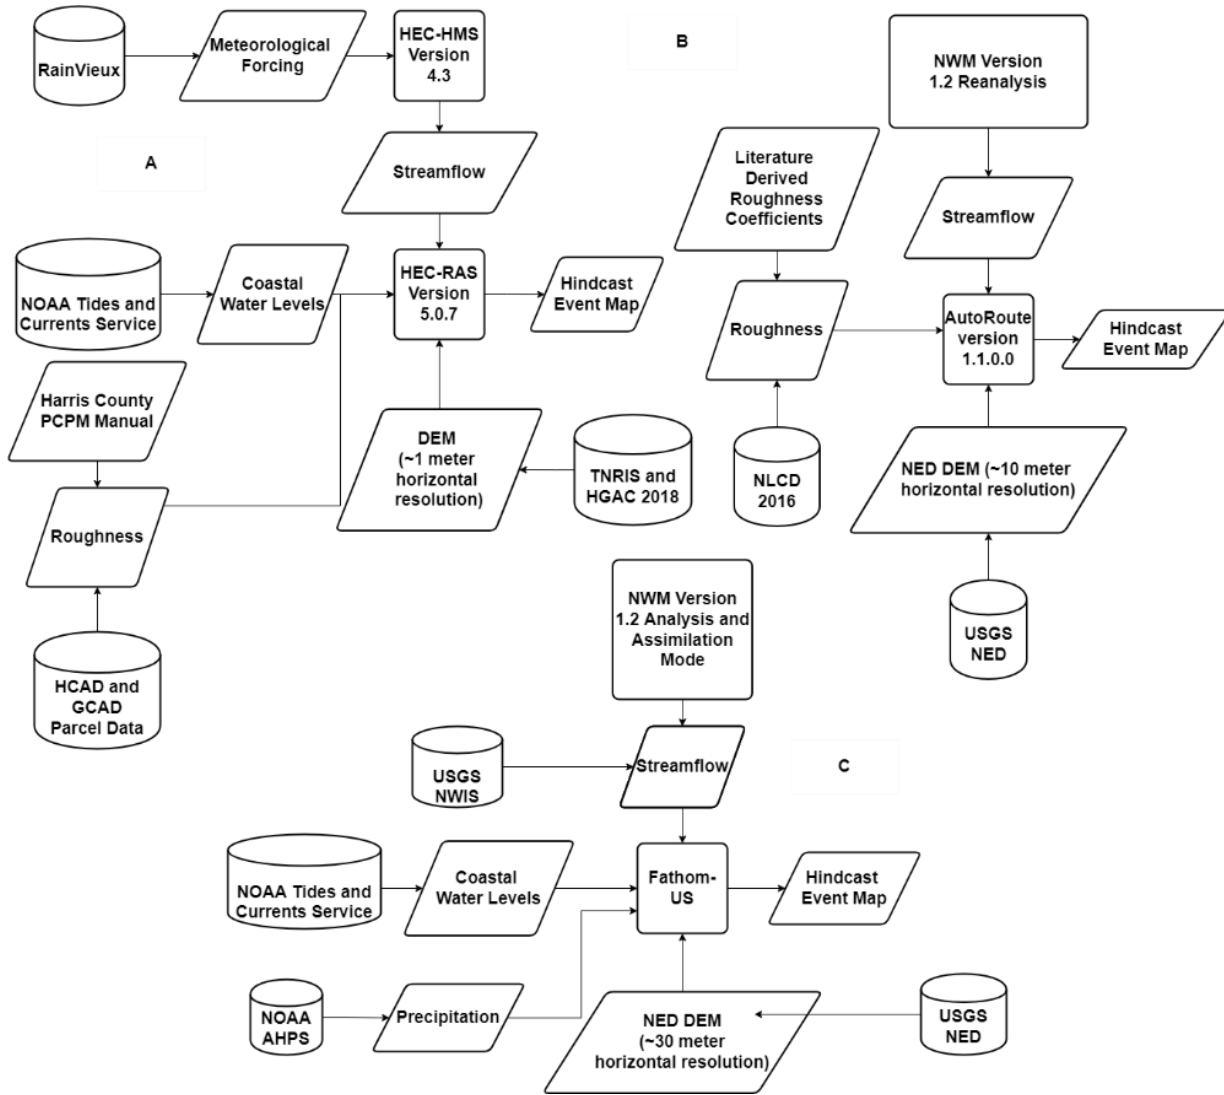 RainVieux
Meteorological
Forcing
HEC-HMS
Version
4.3
A
Streamflow
NOAA Tides and
Currents Service
Coastal
Water Levels
HEC-RAS
Version
5.0.7
Hindcast
Event Map
Harris County
PCPM Manual
Roughness
HCAD and
GCAD
Parcel Data
DEM
(~1 meter
horizontal
resolution)
TNRIS and
HGAC 2018
B
NWM Version
1.2 Reanalysis
Literature
Derived
Roughness
Coefficients
Streamflow
Roughness
AutoRoute
version
1.1.0.0
Hindcast
Event Map
NLCD
2016
NED DEM (~10 meter
horizontal resolution)
USGS
NED
NWM Version
1.2 Analysis and
Assimilation
Mode
C
USGS
NWIS
Streamflow
NOAA Tides and
Currents Service
Coastal
Water Levels
Fathom-
US
Hindcast
Event Map
NOAA
AHPS
Precipitation
NED DEM
(~30 meter
horizontal
resolution)
USGS
NED